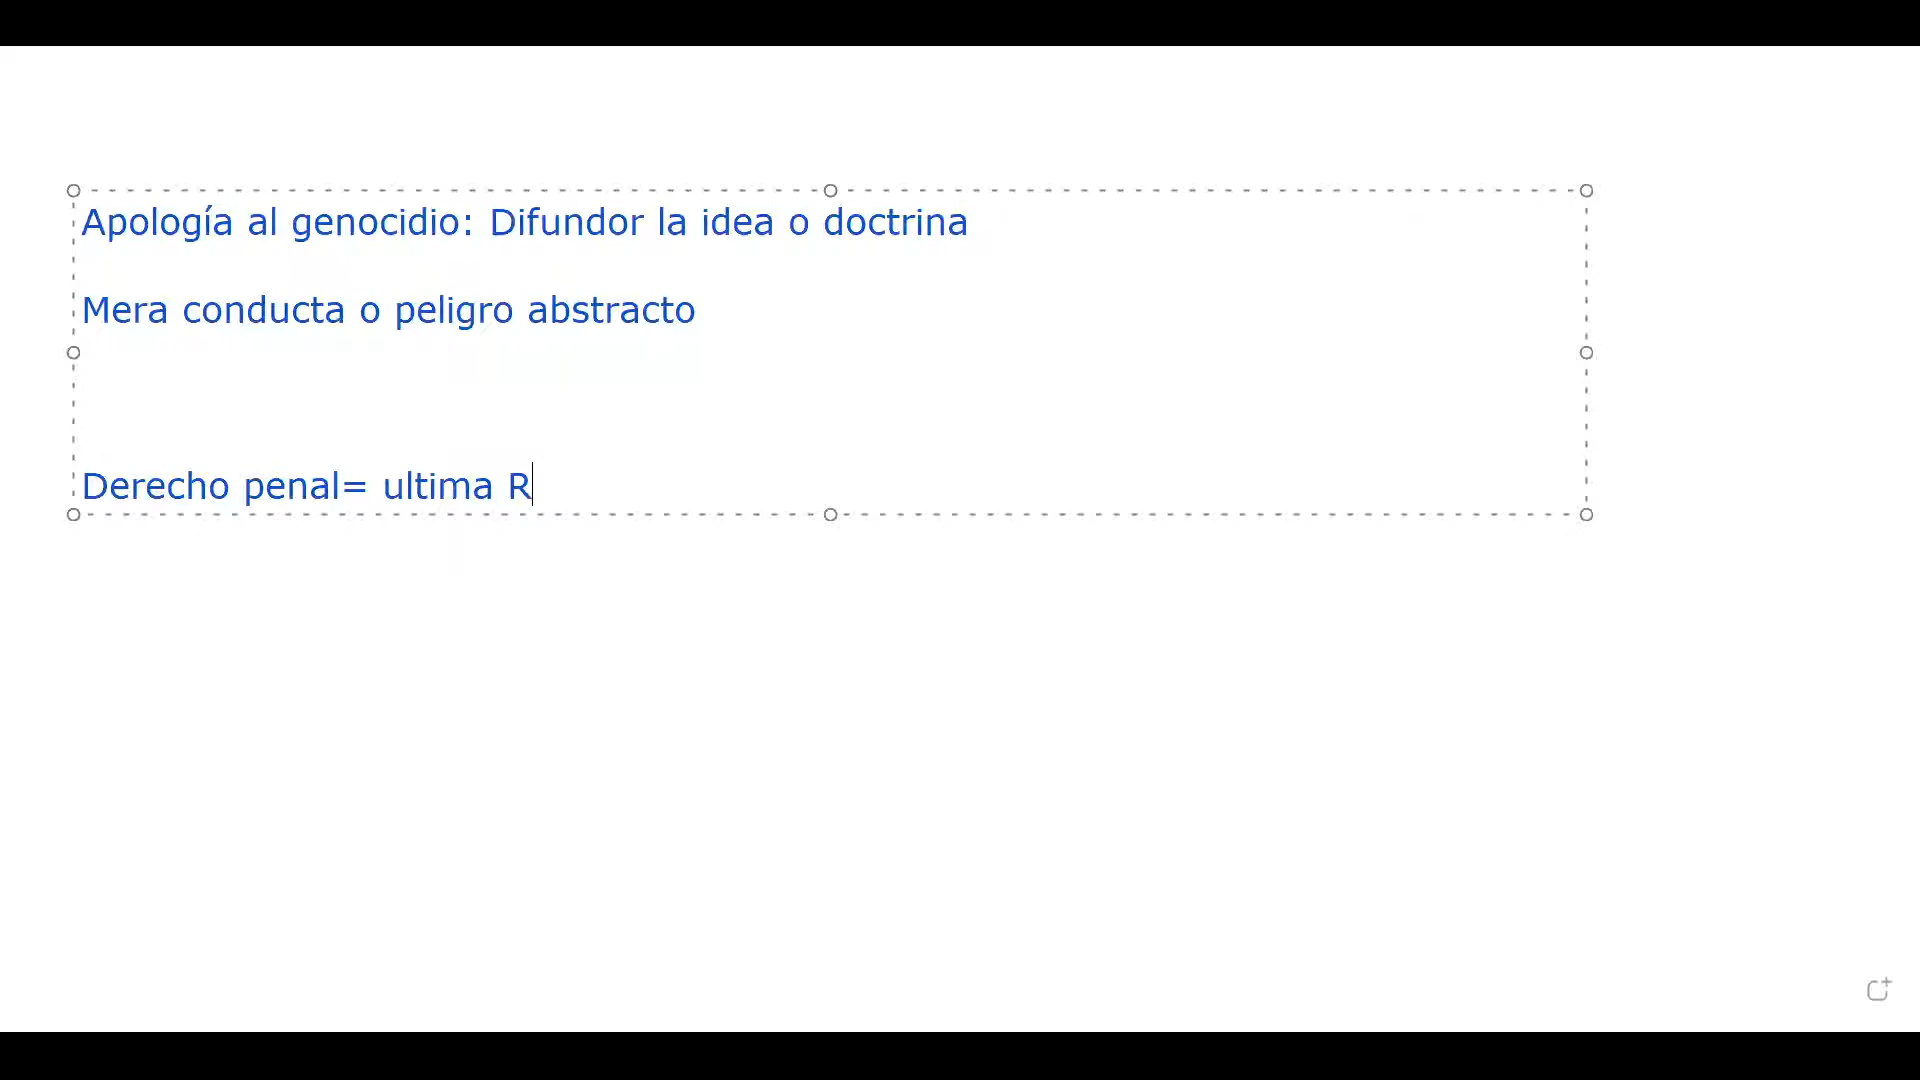 Apología al genocidio: Difundor la idea o doctrina
Mera conducta o peligro abstracto
Derecho penal= ultima R